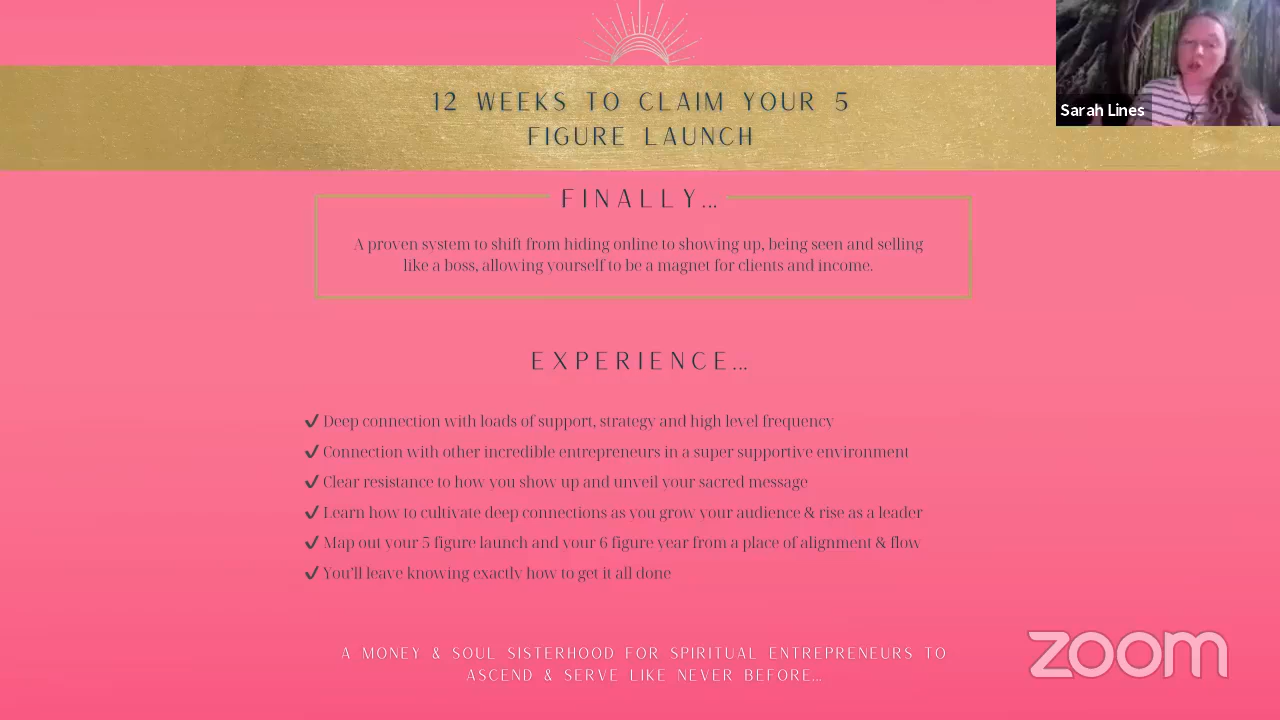 12 WEEKS TO CLAIM YOUR 5
FIGURE LAUNCH
Sarah Lines
FINALLY...
A proven system to shift from hiding online to showing up, being seen and selling
like a boss, allowing yourself to be a magnet for clients and income.
EXPERIENCE...
✔ Deep connection with loads of support, strategy and high level frequency
✔ Connection with other incredible entrepreneurs in a super supportive environment
✔ Clear resistance to how you show up and unveil your sacred message
✔ Learn how to cultivate deep connections as you grow your audience & rise as a leader
✔ Map out your 5 figure launch and your 6 figure year from a place of alignment & flow
✔ You'll leave knowing exactly how to get it all done
A MONEY & SOUL SISTERHOOD FOR SPIRITUAL ENTREPRENEURS TO
ASCEND & SERVE LIKE NEVER BEFORE...
zoom